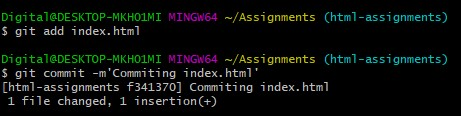 Digital@DESKTOP-MKHO1MI MINGW64 ~/Assignments (html-assignments)
$ git add index.html
Digital@DESKTOP-MKHO1MI MINGW64 ~/Assignments (html-assignments)
$ git commit -m'Commiting index.html'
[html-assignments f341370] Commiting index.html
1 file changed, 1 insertion(+)